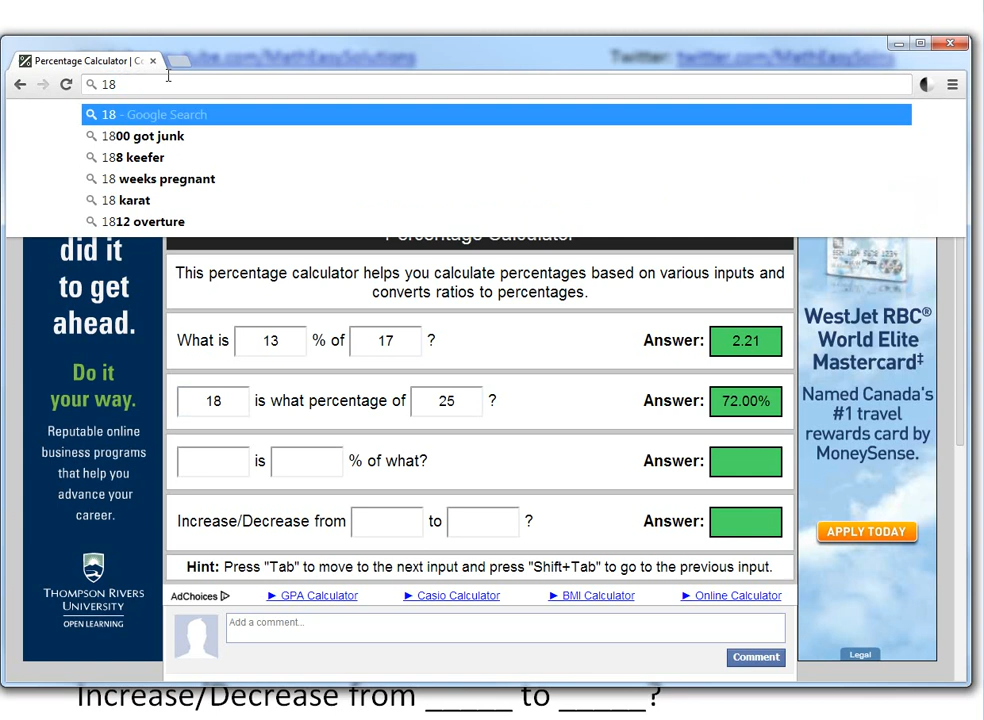 Twitter:
Percentage Calculator | C
18
18 - Google Search
1800 got junk
188 keefer
18 weeks pregnant
18 karat
1812 overture
Percentage Calculator
did it
to get
ahead.
Do it
your way.
Reputable online
business programs
that help you
advance your
career.
THOMPSON RIVERS
UNIVERSITY
OPEN LEARNING
This percentage calculator helps you calculate percentages based on various inputs and
converts ratios to percentages.
What is 13 % of 17 ? Answer: 2.21
18 is what percentage of 25 ? Answer: 72.00%
is % of what? Answer:
Increase/Decrease from to ? Answer:
Hint: Press "Tab" to move to the next input and press "Shift+Tab" to go to the previous input.
AdChoices ► GPA Calculator ► Casio Calculator ► BMI Calculator ► Online Calculator
Add a comment...
Comment
WestJet RBC®
World Elite
Mastercard‡
Named Canada's
#1 travel
rewards card by
MoneySense.
APPLY TODAY
Legal
Increase/Decrease from _____ to _____?